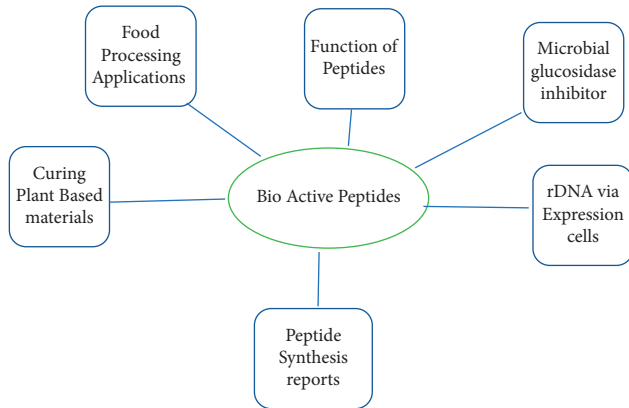 Food
Processing
Applications
Function of
Peptides
Microbial
glucosidase
inhibitor
Curing
Plant Based
materials
Bio Active Peptides
rDNA via
Expression
cells
Peptide
Synthesis
reports